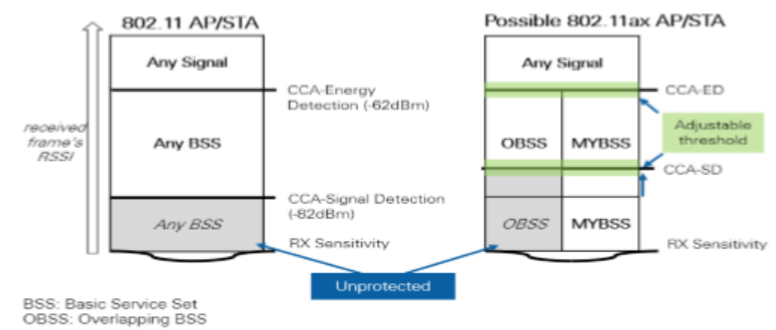 802.11 AP/STA
Any Signal
CCA-Energy
Detection (-62dBm)
received
frame's
RSSI
Any BSS
CCA-Signal Detection
(-82dBm)
Any BSS
RX Sensitivity
Possible 802.11ax AP/STA
Any Signal
CCA-ED
Adjustable
threshold
OBSS
MYBSS
CCA-SD
OBSS
MYBSS
RX Sensitivity
Unprotected
BSS: Basic Service Set
OBSS: Overlapping BSS